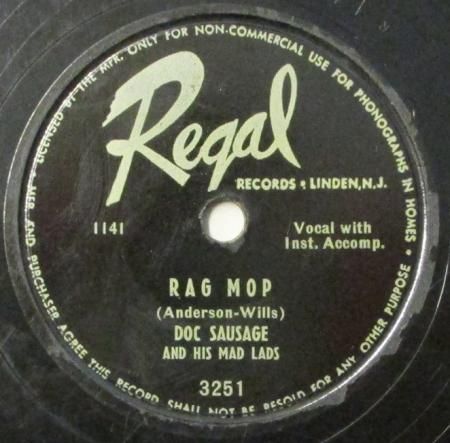 LICENSED BY THE MFR. ONLY FOR NON-COMMERCIAL USE FOR PHONOGRAPHS IN HOMES •
Regal
RECORDS • LINDEN, N.J.
1141
Vocal with
Inst. Accomp.
RAG MOP
(Anderson-Wills)
DOC SAUSAGE
AND HIS MAD LADS
3251
MFR. AND PURCHASER AGREE THIS RECORD SHALL NOT BE RESOLD FOR ANY OTHER PURPOSE